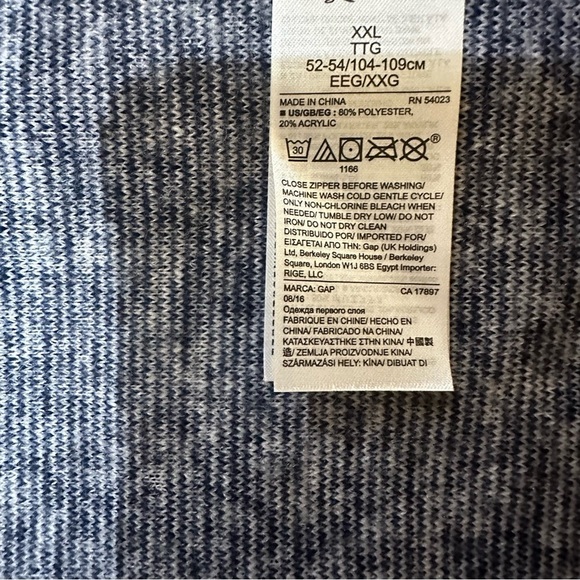 XXL
TTG
52-54/104-109CM
EEG/XXG
MADE IN CHINA RN 54023
■ US/GB/EG : 80% POLYESTER,
20% ACRYLIC
30
®
1166
CLOSE ZIPPER BEFORE WASHING/
MACHINE WASH COLD GENTLE CYCLE/
ONLY NON-CHLORINE BLEACH WHEN
NEEDED/ TUMBLE DRY LOW/ DO NOT
IRON/ DO NOT DRY CLEAN
DISTRIBUIDO POR/ IMPORTED FOR/
ΕΙΣΑΓΕΤΑΙ ΑΠΟ ΤΗΝ: Gap (UK Holdings)
Ltd, Berkeley Square House / Berkeley
Square, London W1J 6BS Egypt Importer:
RIGE, LLC
MARCA: GAP CA 17897
08/16
Одежда первого слоя
FABRIQUE EN CHINE/ HECHO EN
CHINA/ FABRICADO NA CHINA/
ΚΑΤΑΣΚΕΥΑΣΤΗΚΕ ΣΤΗΝ ΚΙΝΑ/ 中國製
造/ ZEMLJA PROIZVODNJE KINA/
SZÁRMAZÁSI HELY: KÍNA/ DIBUAT DI